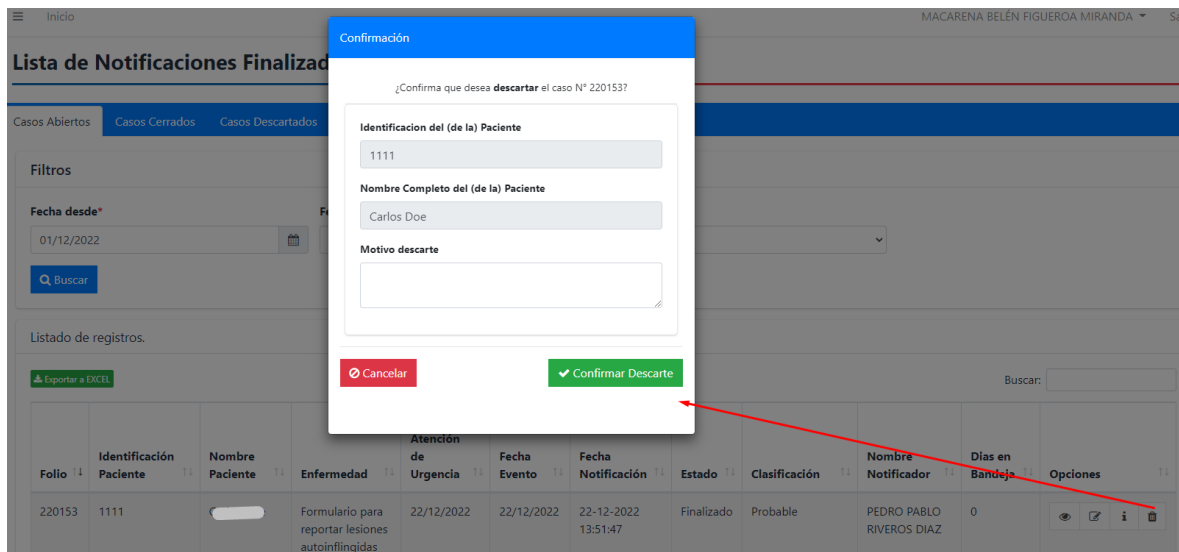 Inicio
MACARENA BELÉN FIGUEROA MIRANDA
Lista de Notificaciones Finalizad
Casos Abiertos
Casos Cerrados
Casos Descartados
Filtros
Fecha desde*
01/12/2022
Buscar
Confirmación
¿Confirma que desea descartar el caso N° 220153?
Identificacion del (de la) Paciente
1111
Nombre Completo del (de la) Paciente
Carlos Doe
Motivo descarte
Cancelar
Confirmar Descarte
Listado de registros.
Exportar a EXCEL
Buscar:
Folio
Identificación
Paciente
Nombre
Paciente
Enfermedad
Atención
de
Urgencia
Fecha
Evento
Fecha
Notificación
Estado
Clasificación
Nombre
Notificador
Dias en
Bandeja
Opciones
220153
1111
Formulario para
reportar lesiones
autoinflingidas
22/12/2022
22/12/2022
22-12-2022
13:51:47
Finalizado
Probable
PEDRO PABLO
RIVEROS DIAZ
0